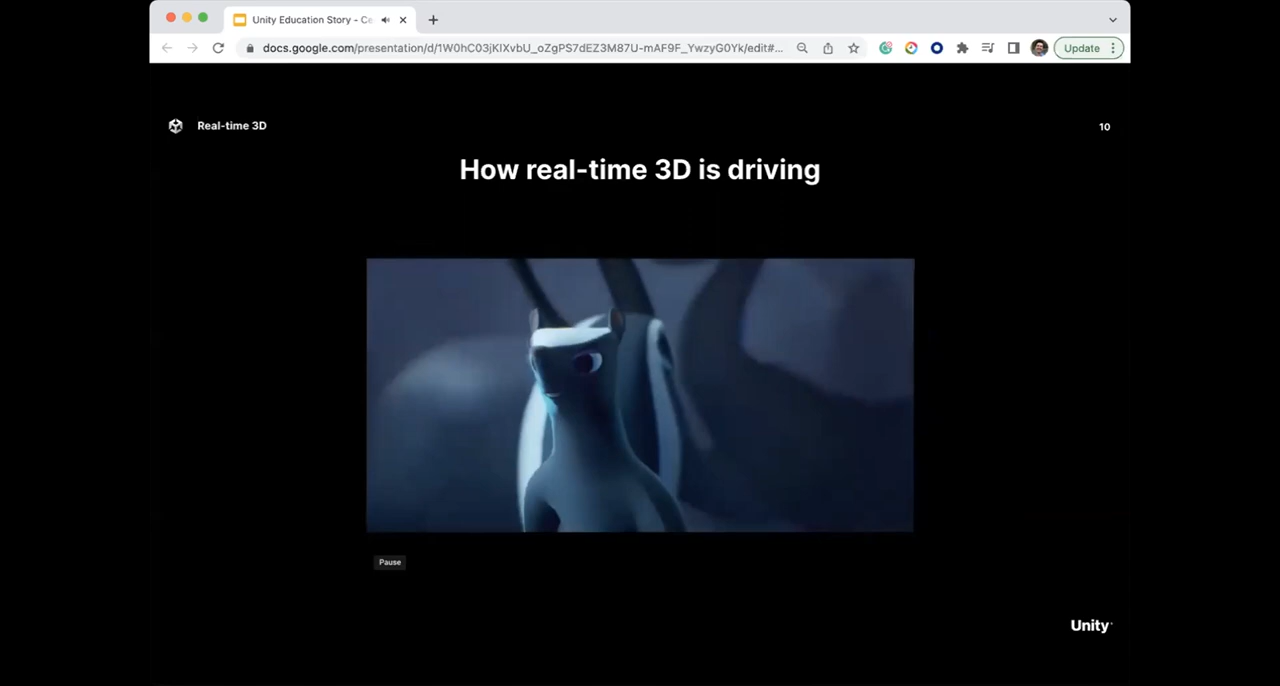 Unity Education Story - Ce
docs.google.com/presentation/d/1W0hC03jKIXvbU_oZgPS7dEZ3M87U-mAF9F_YwzyG0Yk/edit#...
Update
Real-time 3D
10
How real-time 3D is driving
Pause
Unity